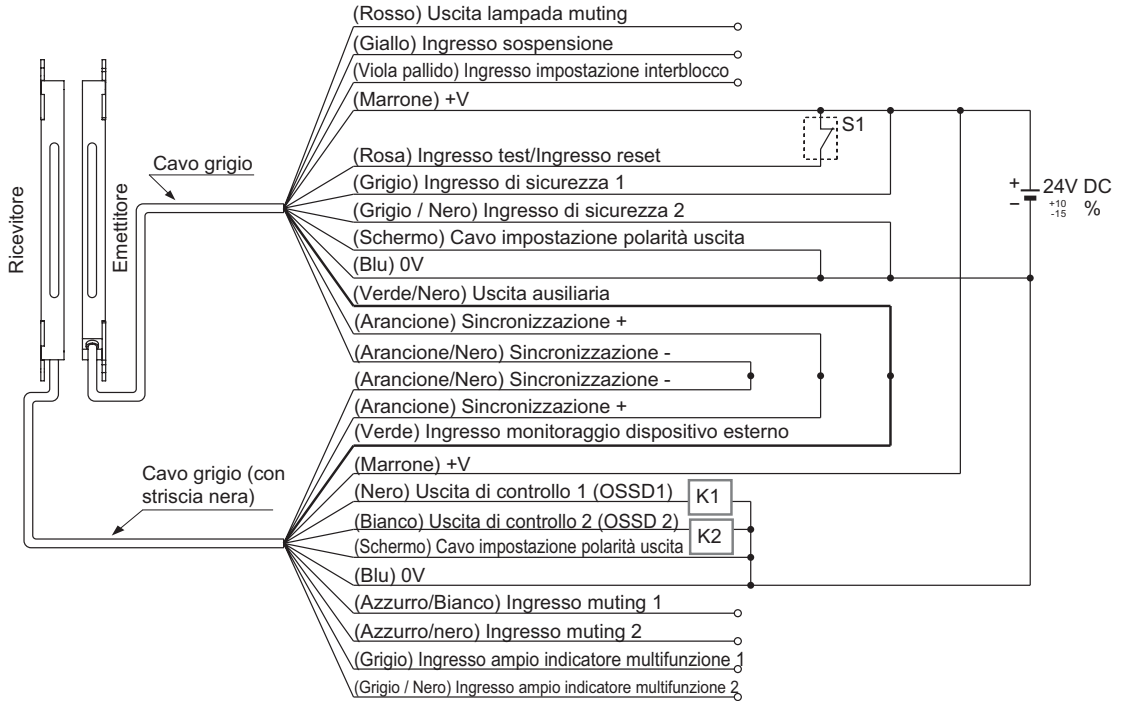 (Rosso) Uscita lampada muting
(Giallo) Ingresso sospensione
(Viola pallido) Ingresso impostazione interblocco
(Marrone) +V
S1
(Rosa) Ingresso test/Ingresso reset
(Grigio) Ingresso di sicurezza 1
(Grigio / Nero) Ingresso di sicurezza 2
(Schermo) Cavo impostazione polarità uscita
(Blu) 0V
(Verde/Nero) Uscita ausiliaria
(Arancione) Sincronizzazione +
(Arancione/Nero) Sincronizzazione -
(Arancione/Nero) Sincronizzazione -
(Arancione) Sincronizzazione +
(Verde) Ingresso monitoraggio dispositivo esterno
(Marrone) +V
(Nero) Uscita di controllo 1 (OSSD1)
K1
(Bianco) Uscita di controllo 2 (OSSD 2)
K2
(Schermo) Cavo impostazione polarità uscita
(Blu) 0V
(Azzurro/Bianco) Ingresso muting 1
(Azzurro/nero) Ingresso muting 2
(Grigio) Ingresso ampio indicatore multifunzione 1
(Grigio / Nero) Ingresso ampio indicatore multifunzione 2
Ricevitore
Emettitore
Cavo grigio
Cavo grigio (con
striscia nera)
+
24V DC
−
+10
-15
%